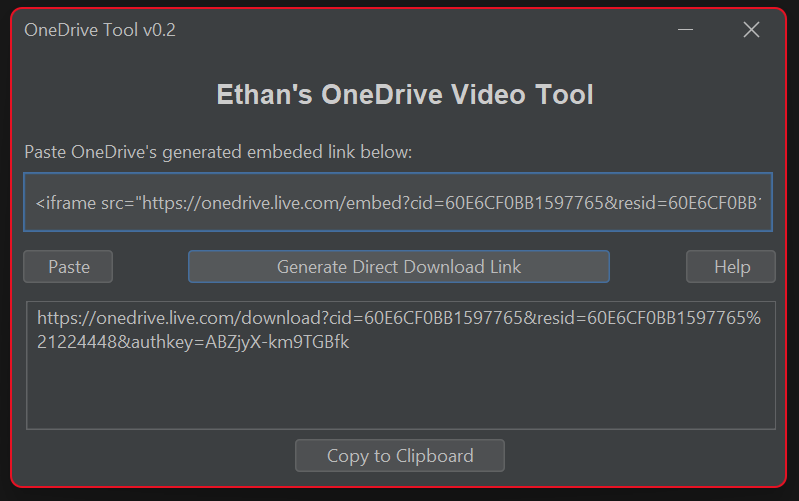 OneDrive Tool v0.2
Ethan's OneDrive Video Tool
Paste OneDrive's generated embeded link below:
<iframe src="https://onedrive.live.com/embed?cid=60E6CF0BB1597765&resid=60E6CF0BB1
Paste
Generate Direct Download Link
Help
https://onedrive.live.com/download?cid=60E6CF0BB1597765&resid=60E6CF0BB1597765%
21224448&authkey=ABZjyX-km9TGBfk
Copy to Clipboard